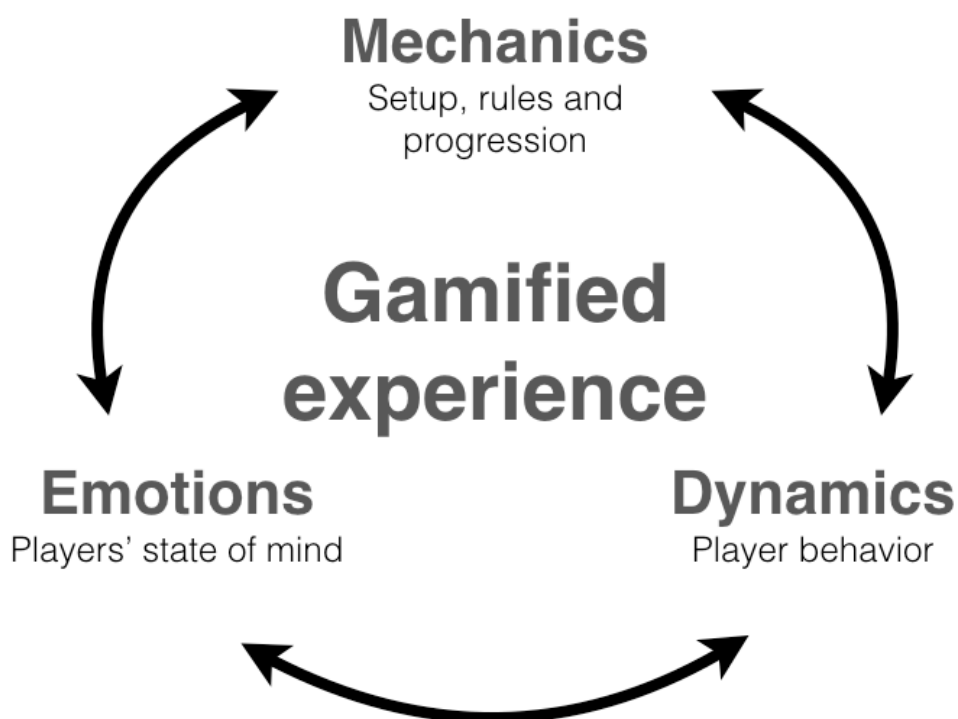 Mechanics
Setup, rules and
progression
Gamified
experience
Emotions
Players’ state of mind
Dynamics
Player behavior